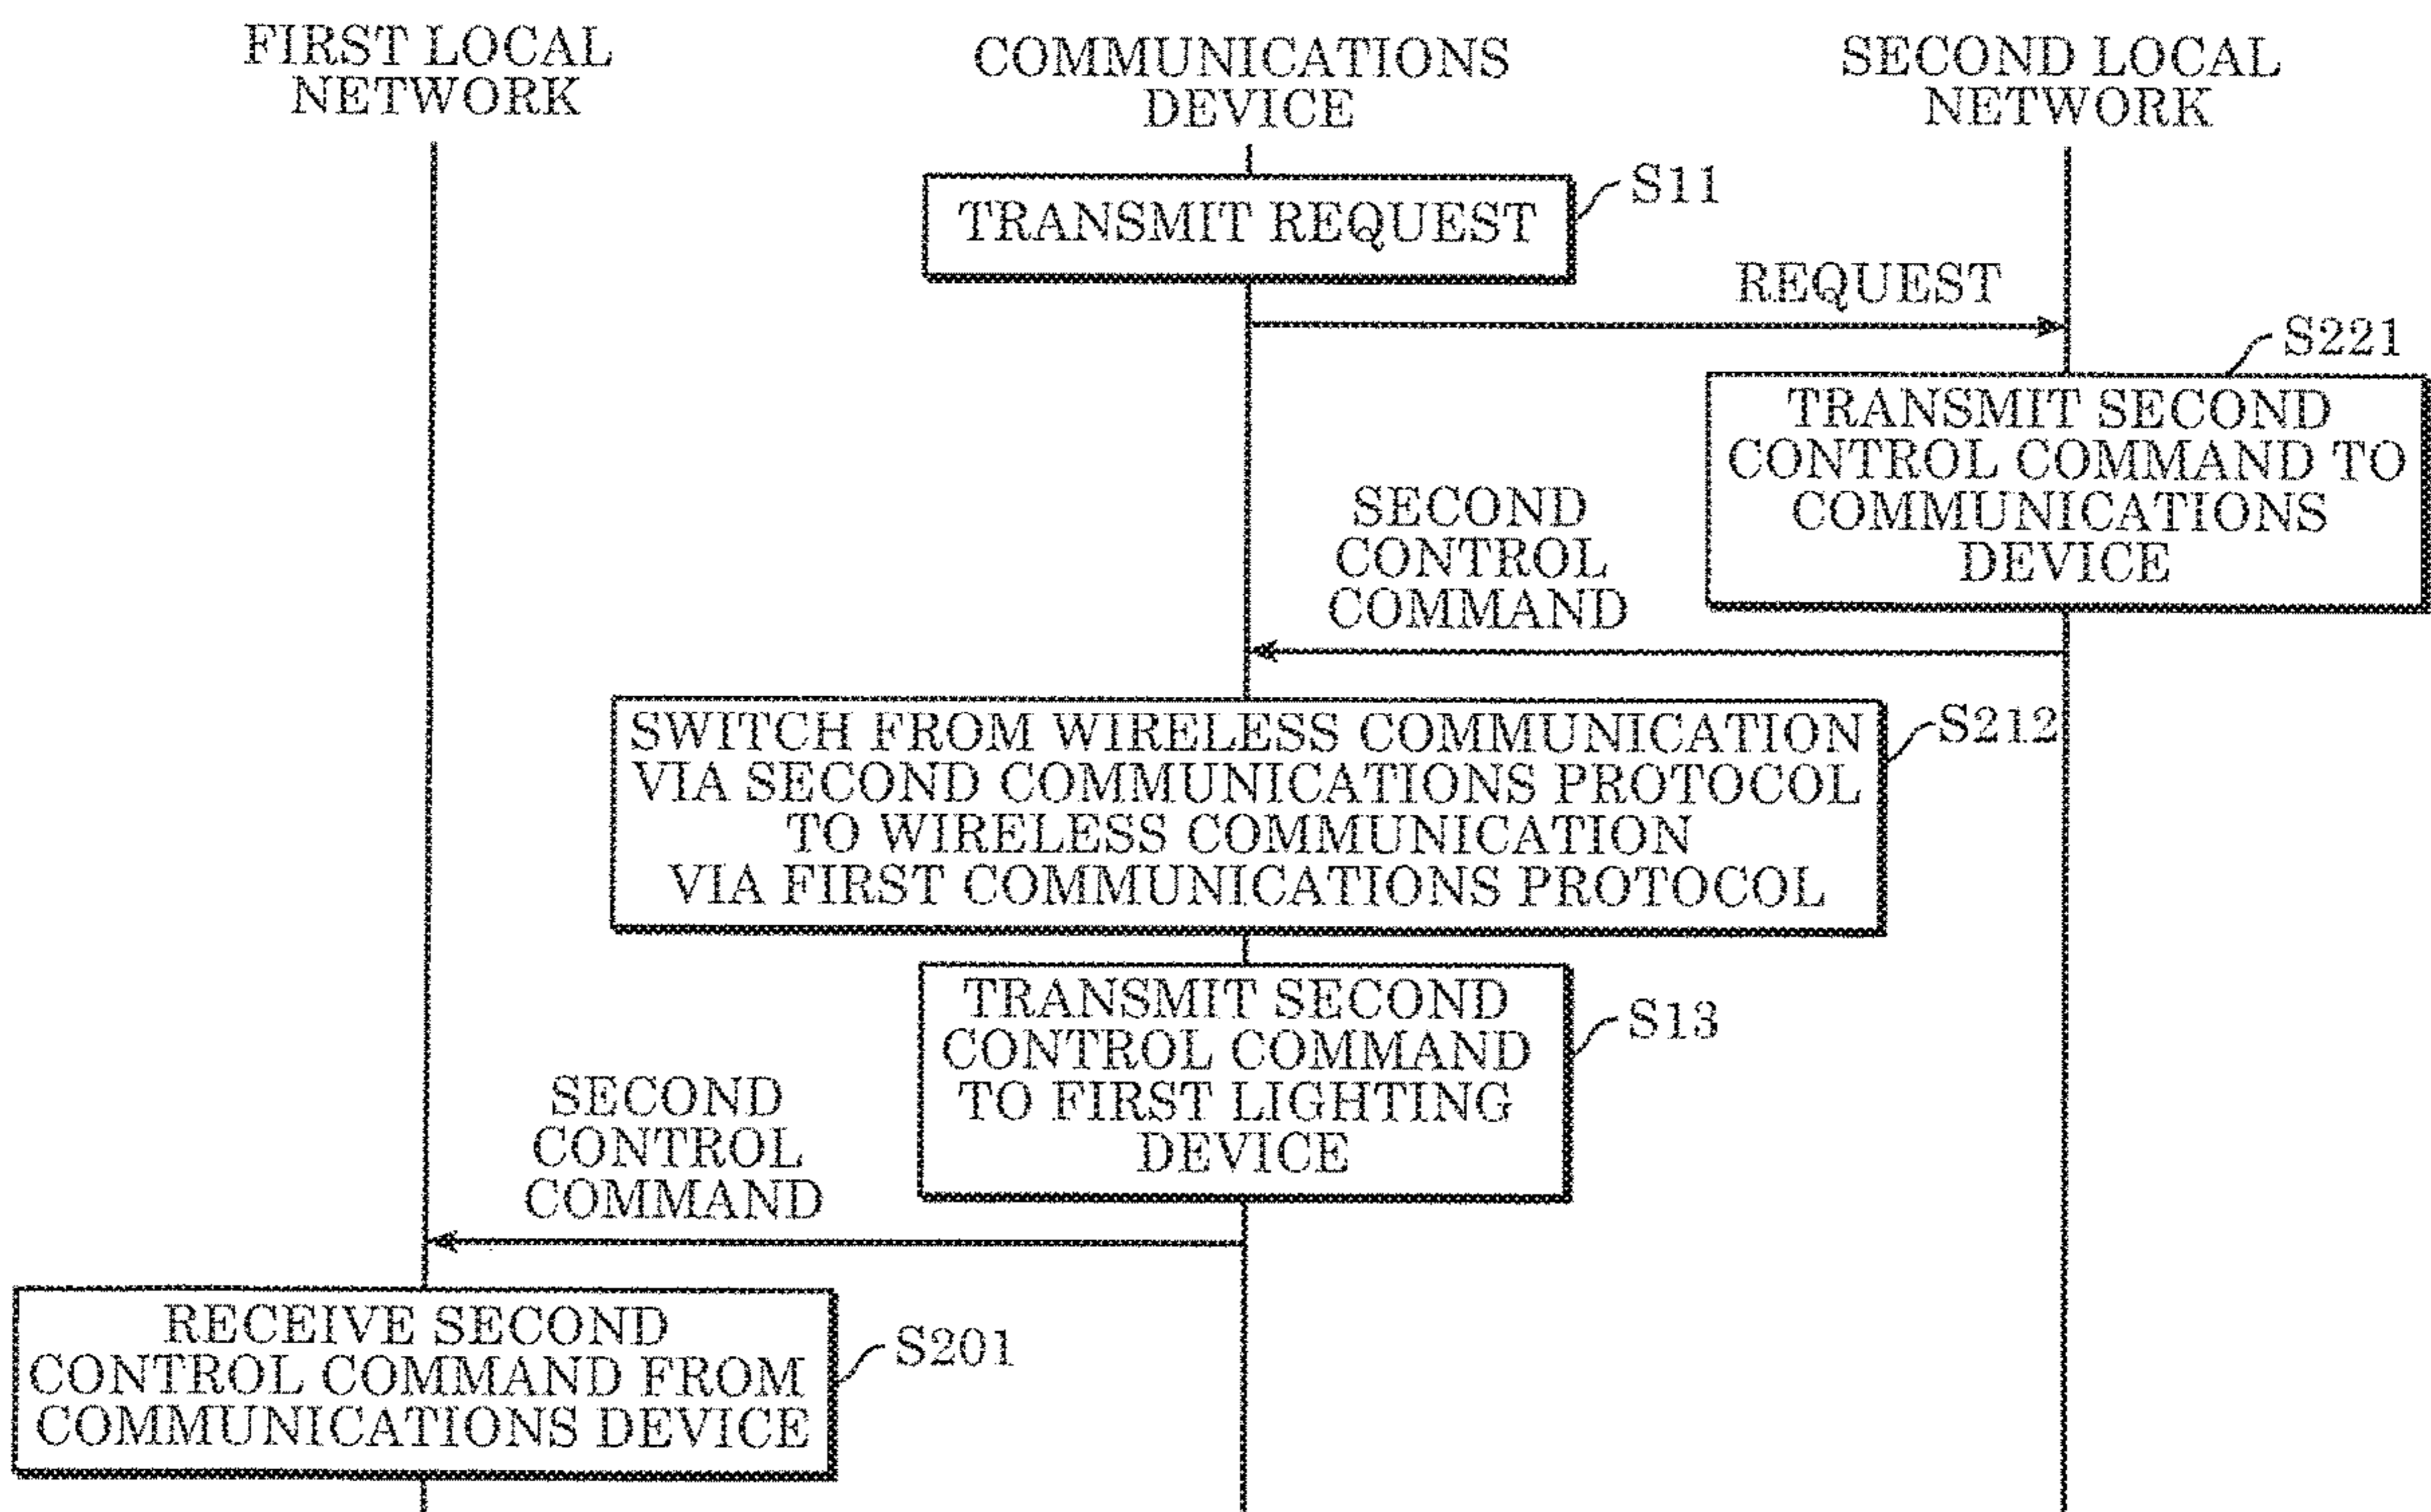 FIRST LOCAL
NETWORK
COMMUNICATIONS
DEVICE
SECOND LOCAL
NETWORK
TRANSMIT REQUEST
S11
REQUEST
S221
TRANSMIT SECOND
CONTROL COMMAND TO
COMMUNICATIONS
DEVICE
SECOND
CONTROL
COMMAND
SWITCH FROM WIRELESS COMMUNICATION
VIA SECOND COMMUNICATIONS PROTOCOL
TO WIRELESS COMMUNICATION
VIA FIRST COMMUNICATIONS PROTOCOL
S212
TRANSMIT SECOND
CONTROL COMMAND
TO FIRST LIGHTING
DEVICE
S13
SECOND
CONTROL
COMMAND
RECEIVE SECOND
CONTROL COMMAND FROM
COMMUNICATIONS DEVICE
S201